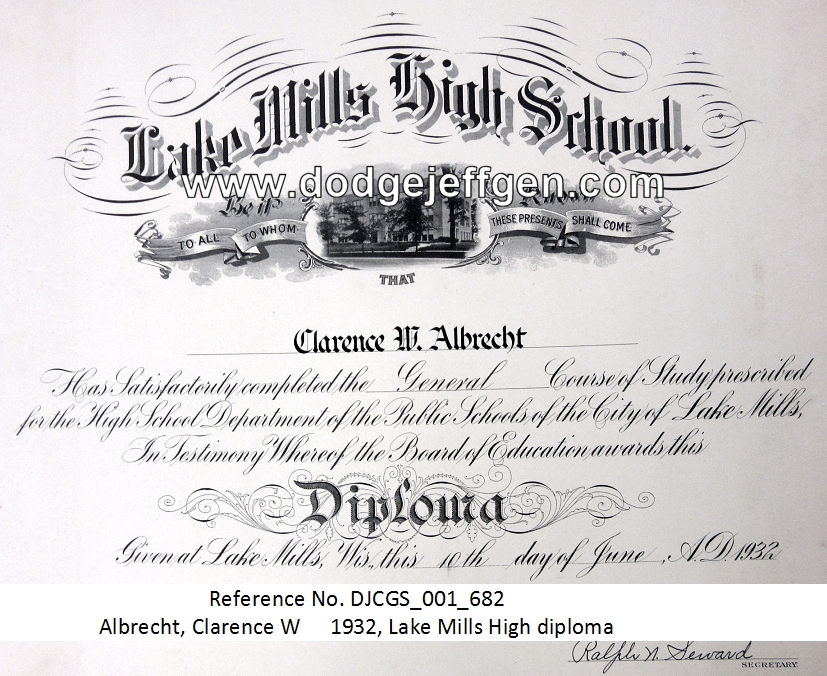 Lake Mills High School.
www.dodgejeffgen.com
Be it Known
TO ALL TO WHOM THESE PRESENTS SHALL COME
THAT
Clarence W. Albrecht
Has Satisfactorily completed the General Course of Study prescribed
for the High School Department of the Public Schools of the City of Lake Mills,
In Testimony Whereof the Board of Education awards this
Diploma
Given at Lake Mills, Wis., this 10th day of June, A.D. 1932
Reference No. DJCGS_001_682
Albrecht, Clarence W 1932, Lake Mills High diploma
Ralph N. Seward
SECRETARY